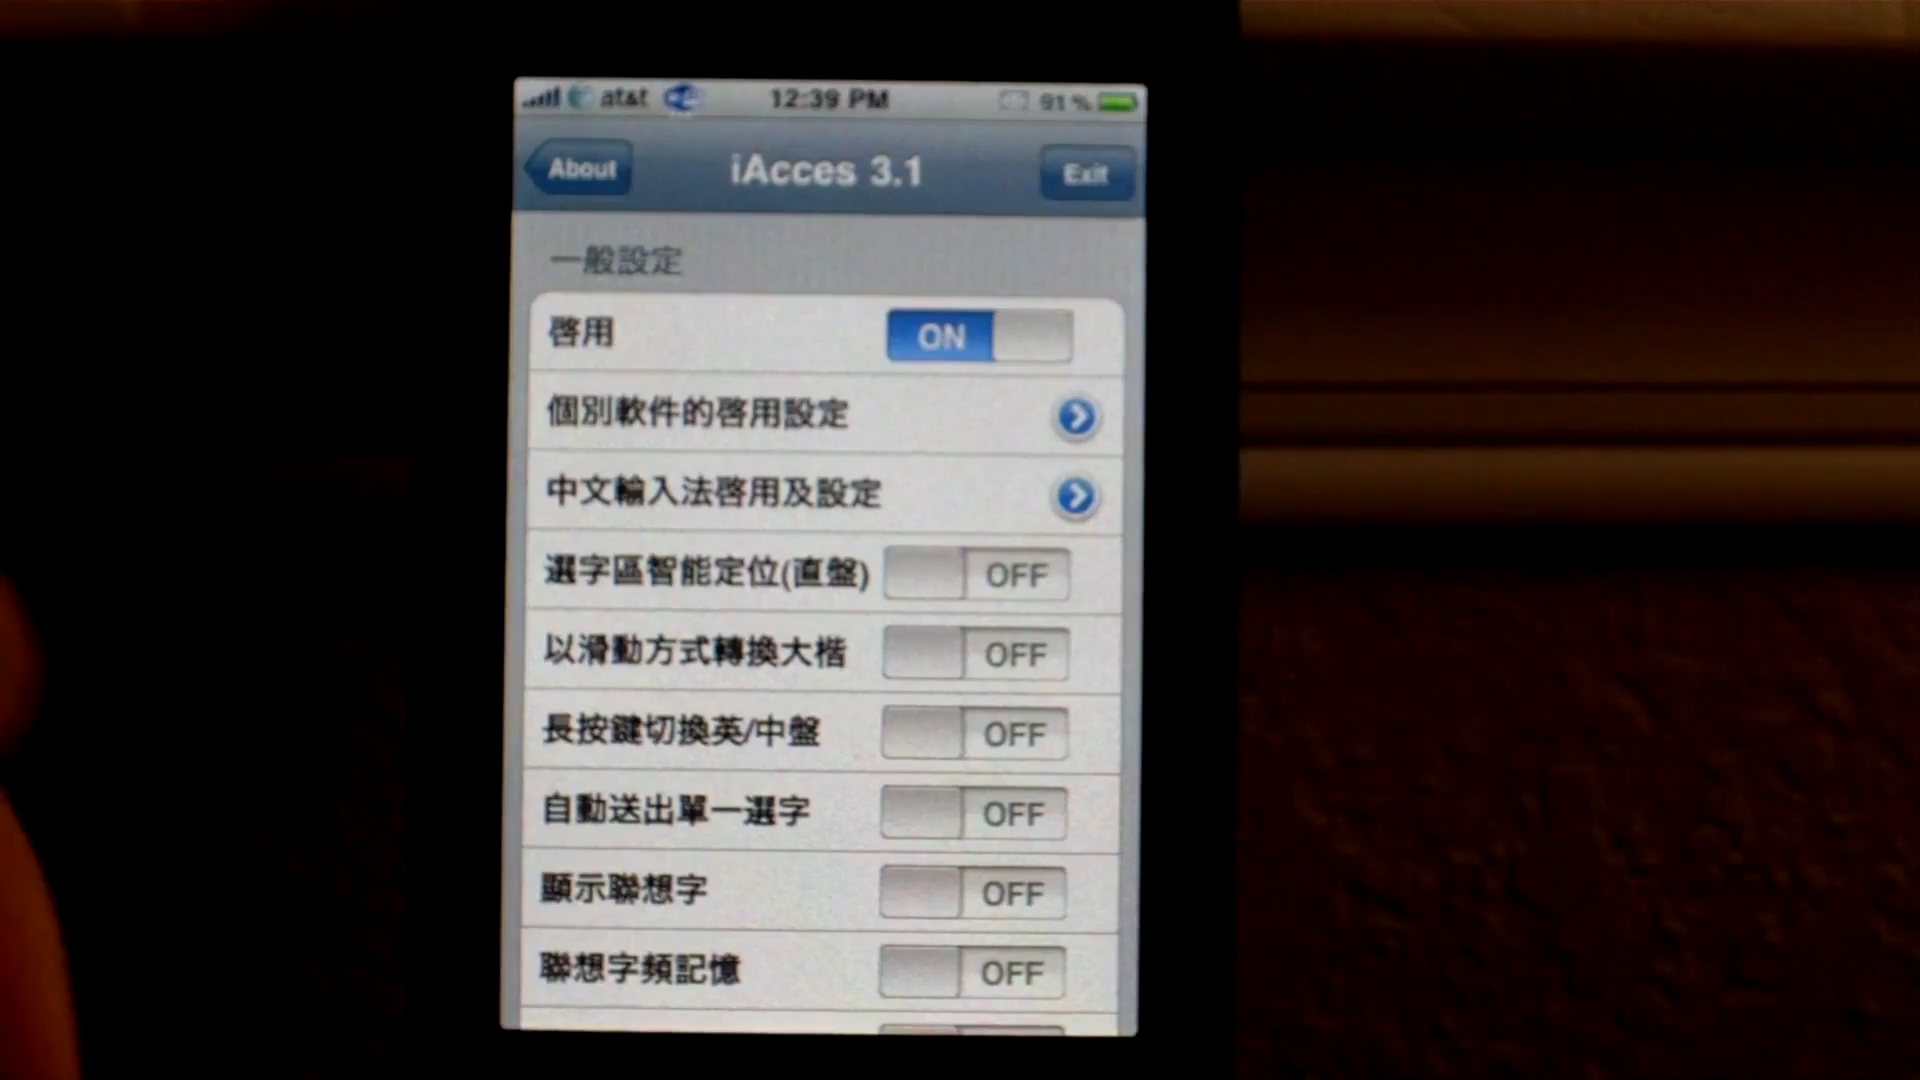 at&t 12:39 PM 91%
About iAcces 3.1 Exit
一般設定
啓用 ON
個別軟件的啓用設定
中文輸入法啓用及設定
選字區智能定位(直盤) OFF
以滑動方式轉換大楷 OFF
長按鍵切換英/中盤 OFF
自動送出單一選字 OFF
顯示聯想字 OFF
聯想字頻記憶 OFF